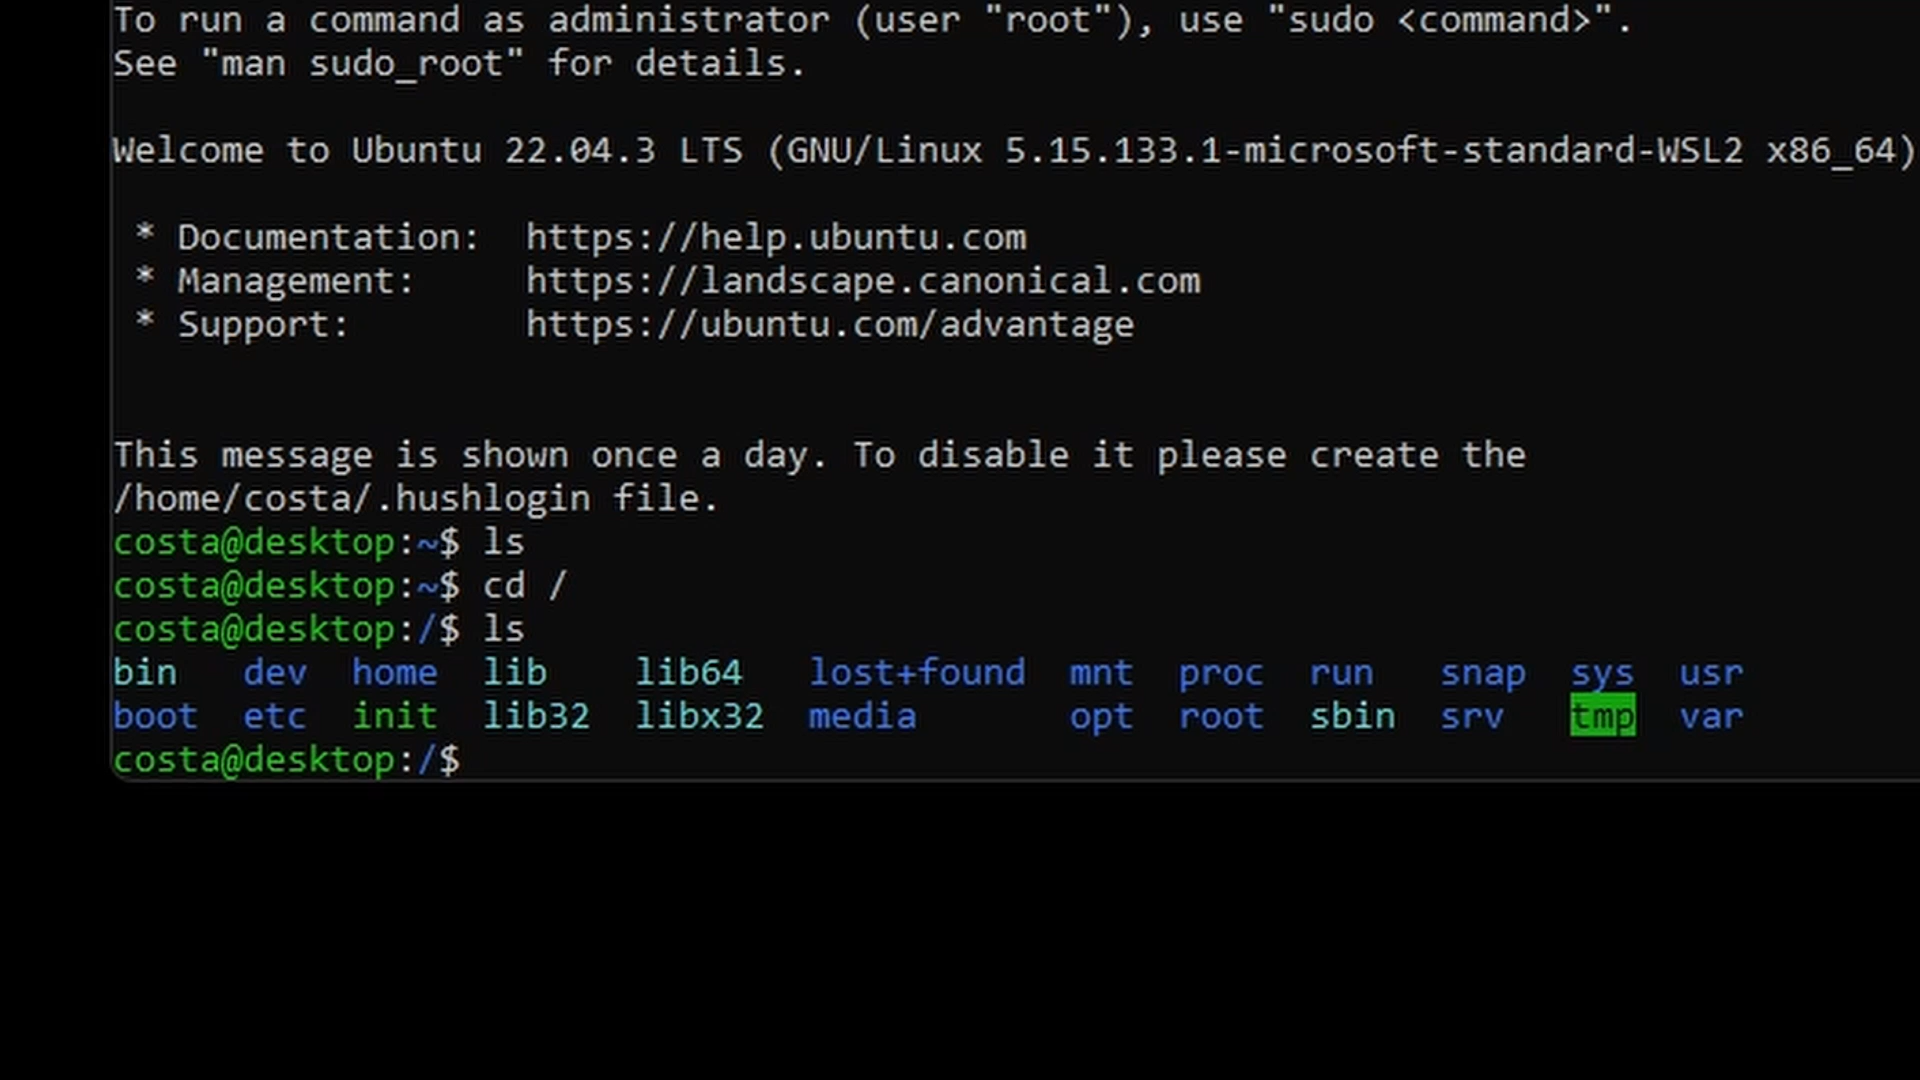 To run a command as administrator (user "root"), use "sudo <command>".
See "man sudo_root" for details.
Welcome to Ubuntu 22.04.3 LTS (GNU/Linux 5.15.133.1-microsoft-standard-WSL2 x86_64)
* Documentation:  https://help.ubuntu.com
* Management:     https://landscape.canonical.com
* Support:        https://ubuntu.com/advantage
This message is shown once a day. To disable it please create the
/home/costa/.hushlogin file.
costa@desktop:~$ ls
costa@desktop:~$ cd /
costa@desktop:/$ ls
bin   dev  home  lib    lib64   lost+found  mnt  proc  run   snap  sys  usr
boot  etc  init  lib32  libx32  media       opt  root  sbin  srv   tmp  var
costa@desktop:/$